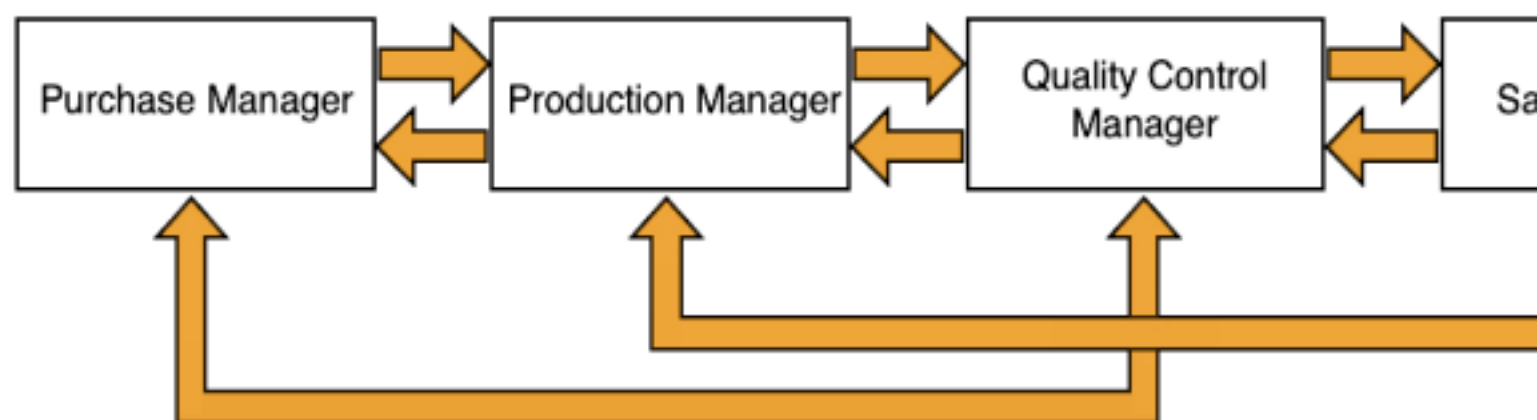 Purchase Manager
Production Manager
Quality Control
Manager